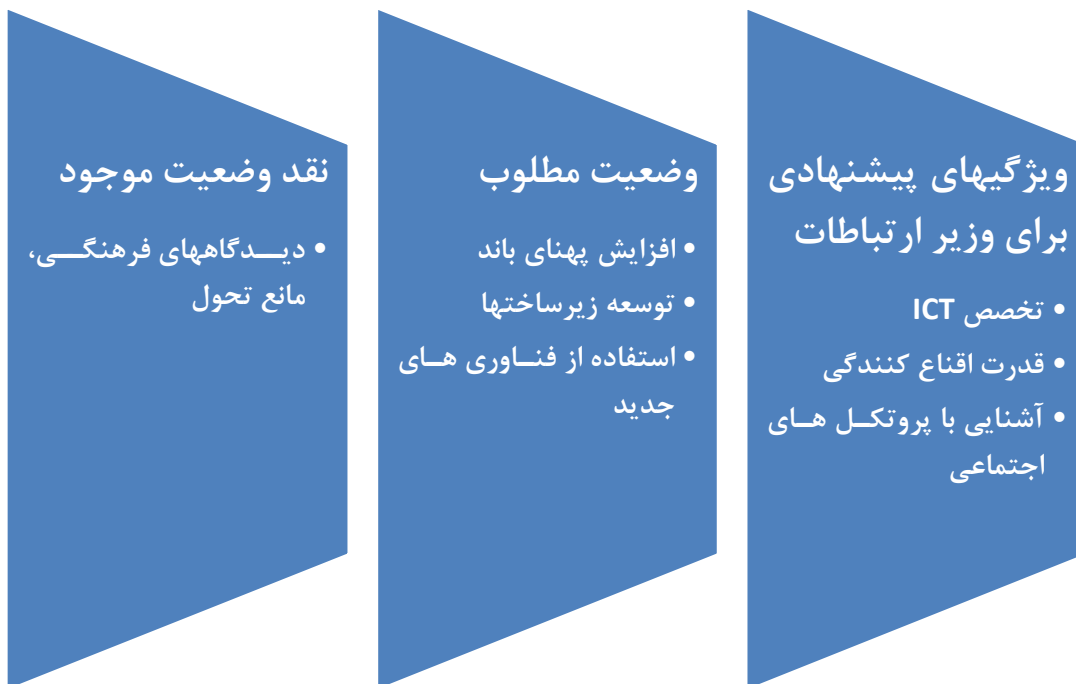 ویژگیهای پیشنهادی
برای وزیر ارتباطات
• تخصص ICT
• قدرت اقناع کنندگی
• آشنایی با پروتکل های
اجتماعی
وضعیت مطلوب
• افزایش پهنای باند
• توسعه زیرساختها
• استفاده از فناوری های
جدید
نقد وضعیت موجود
• دیدگاههای فرهنگی،
مانع تحول